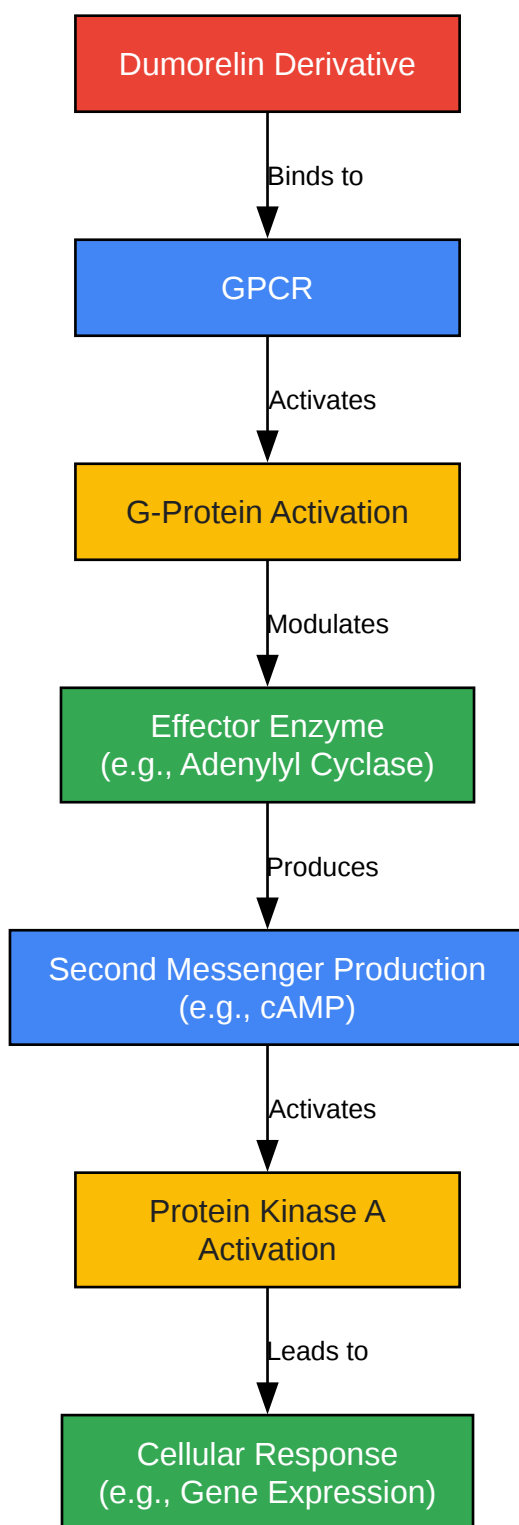 Dumorelin Derivative
Binds to
GPCR
Activates
G-Protein Activation
Modulates
Effector Enzyme
(e.g., Adenylyl Cyclase)
Produces
Second Messenger Production
(e.g., cAMP)
Activates
Protein Kinase A
Activation
Leads to
Cellular Response
(e.g., Gene Expression)